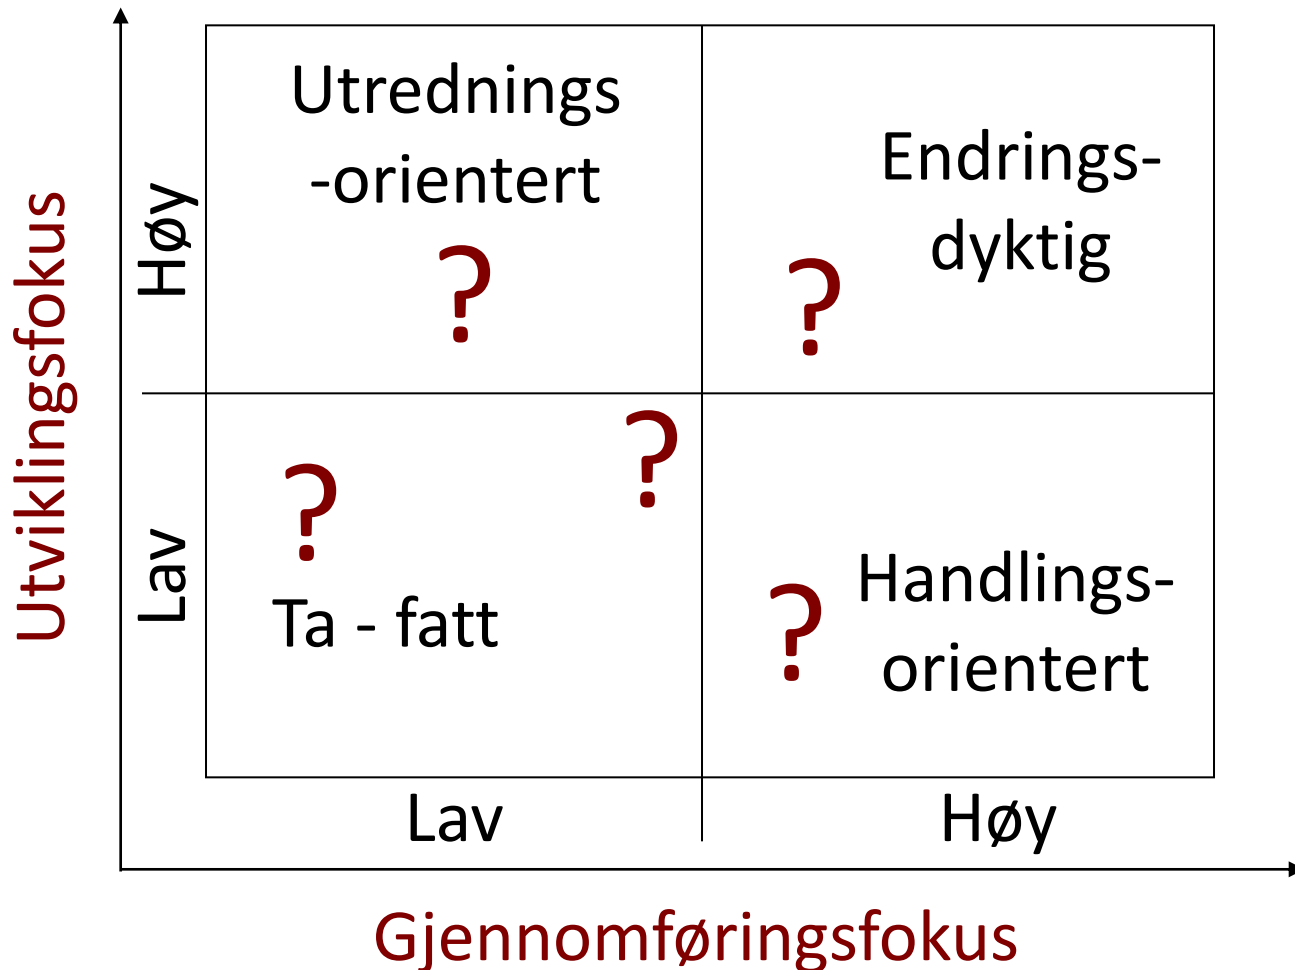 Utviklingsfokus
Høy
Lav
Utrednings
-orientert
?
Endrings-
dyktig
?
?
?
Ta - fatt
?
Handlings-
orientert
Lav
Høy
Gjennomføringsfokus